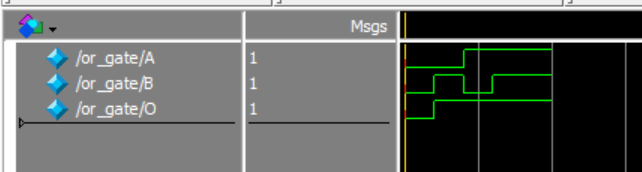 Msgs
/or_gate/A 1
/or_gate/B 1
/or_gate/O 1